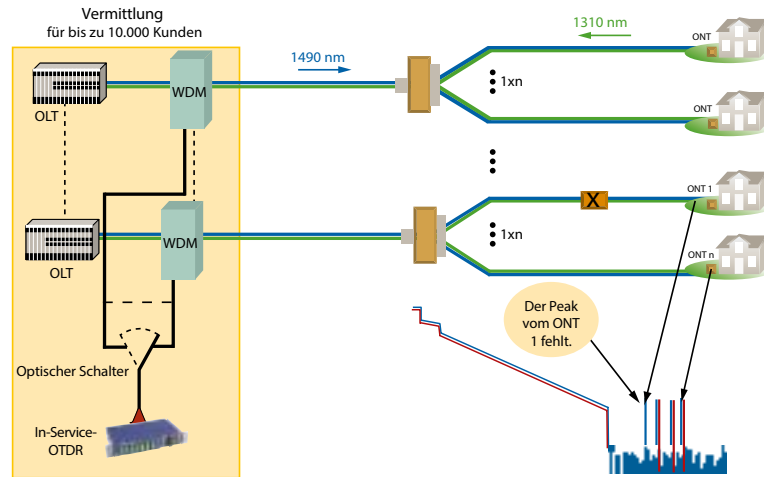 Vermittlung
für bis zu 10.000 Kunden
OLT
WDM
1490 nm
1310 nm
1xn
ONT
ONT
OLT
WDM
1xn
ONT 1
ONT n
Optischer Schalter
In-Service-
OTDR
X
Der Peak
vom ONT
1 fehlt.